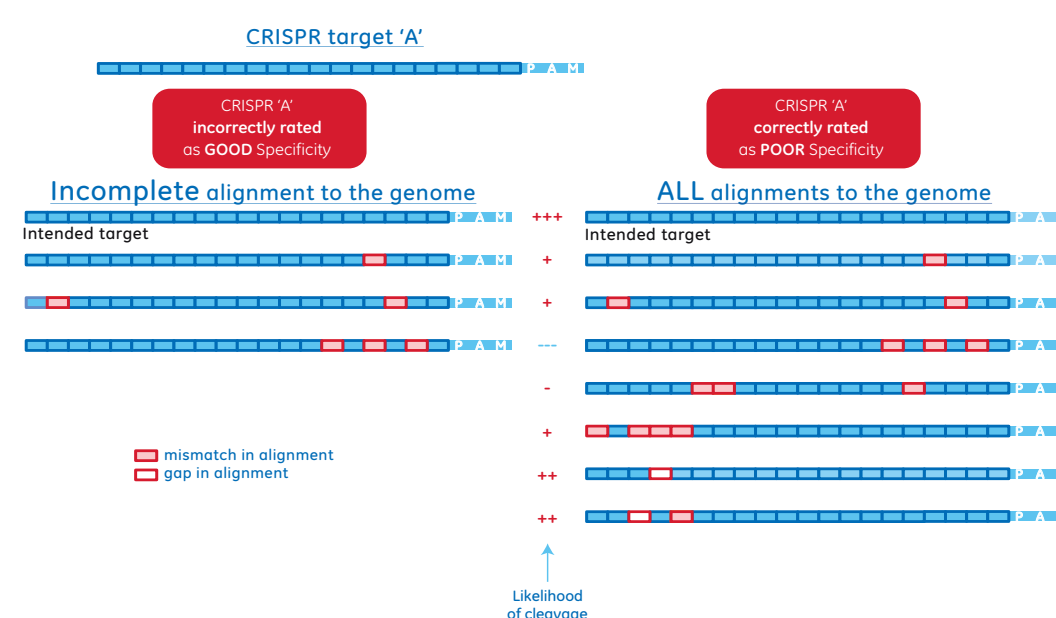 CRISPR target ‘A’
P A M
CRISPR ‘A’
incorrectly rated
as GOOD Specificity
CRISPR ‘A’
correctly rated
as POOR Specificity
Incomplete alignment to the genome
ALL alignments to the genome
P A M
+++
P A
Intended target
Intended target
P A M
+
P A
P A M
+
P A
P A M
---
P A
-
P A
+
P A
mismatch in alignment
gap in alignment
++
P A
++
P A
Likelihood
of cleavage